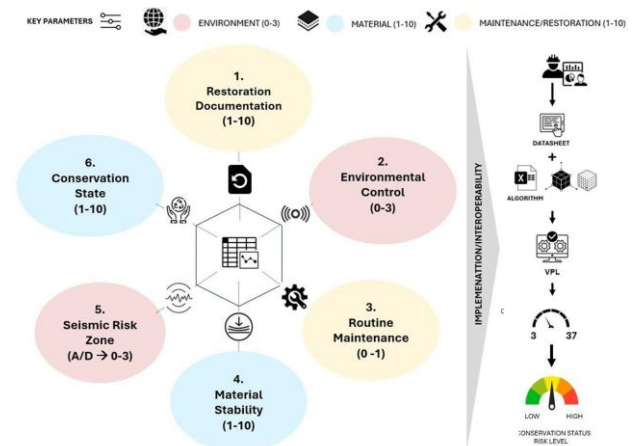 KEY PARAMETERS
ENVIRONMENT (0-3)
MATERIAL (1-10)
MAINTENANCE/RESTORATION (1-10)
1.
Restoration
Documentation
(1-10)
2.
Environmental
Control
(0-3)
3.
Routine
Maintenance
(0 -1)
4.
Material
Stability
(1-10)
5.
Seismic Risk
Zone
(A/D → 0-3)
6.
Conservation
State
(1-10)
IMPLEMENATTION/INTEROPERABILITY
DATASHEET
+
ALGORITHM
VPL
3 37
LOW HIGH
:ONSERVATION STATUS
RISK LEVEL